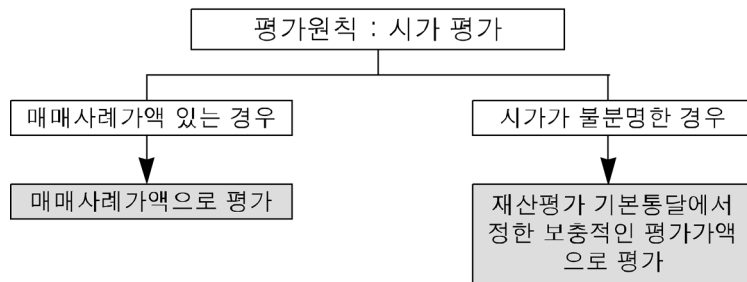 평가원칙 : 시가 평가
매매사례가액 있는 경우
시가가 불분명한 경우
매매사례가액으로 평가
재산평가 기본통달에서
정한 보충적인 평가가액
으로 평가